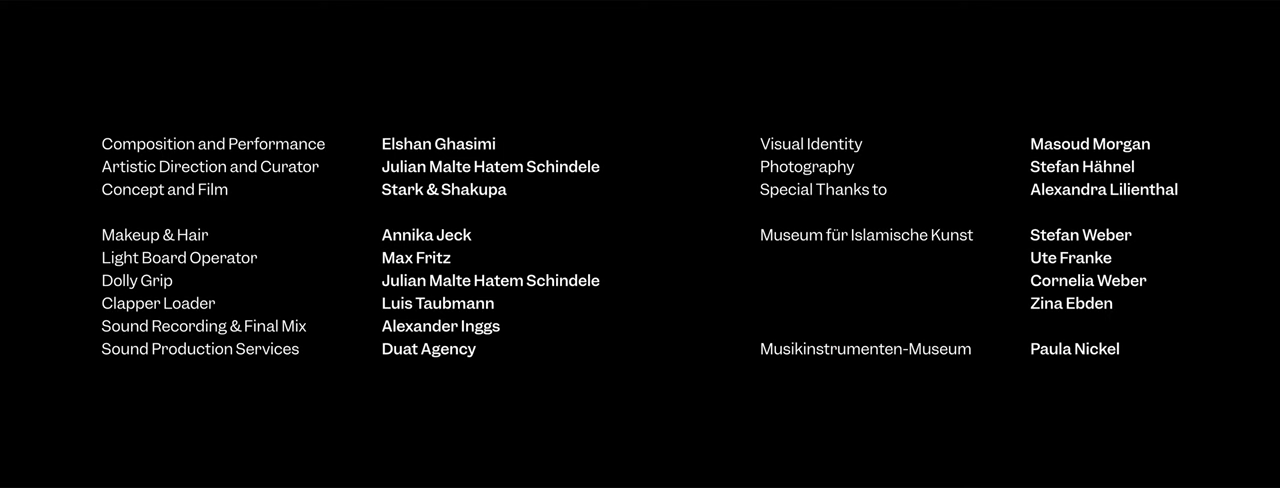 Composition and Performance Elshan Ghasimi
Artistic Direction and Curator Julian Malte Hatem Schindele
Concept and Film Stark & Shakupa
Makeup & Hair Annika Jeck
Light Board Operator Max Fritz
Dolly Grip Julian Malte Hatem Schindele
Clapper Loader Luis Taubmann
Sound Recording & Final Mix Alexander Inggs
Sound Production Services Duat Agency
Visual Identity Masoud Morgan
Photography Stefan Hähnel
Special Thanks to Alexandra Lilienthal
Museum für Islamische Kunst Stefan Weber
Ute Franke
Cornelia Weber
Zina Ebden
Musikinstrumenten-Museum Paula Nickel